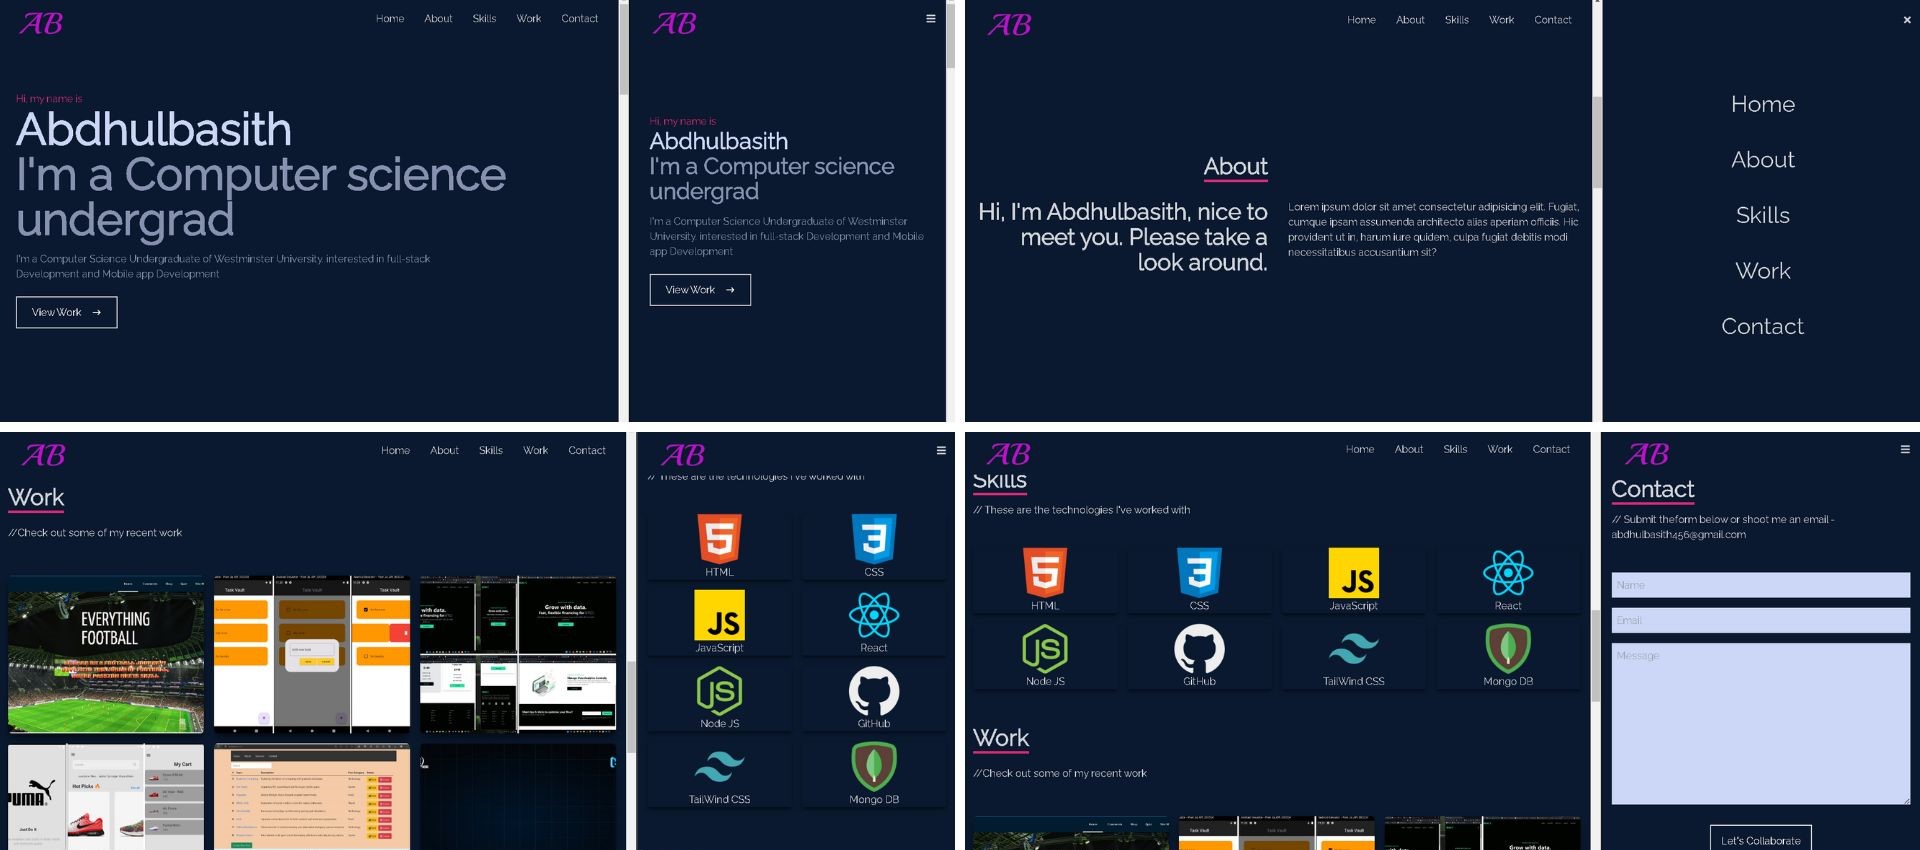 AB
Home About Skills Work Contact
Hi, my name is
Abdhulbasith
I'm a Computer science
undergrad
I'm a Computer Science Undergraduate of Westminster University. interested in full-stack
Development and Mobile app Development
View Work →
AB
Hi, my name is
Abdhulbasith
I'm a Computer science
undergrad
I'm a Computer Science Undergraduate of Westminster
University. interested in full-stack Development and Mobile
app Development
View Work →
AB
Home About Skills Work Contact
About
Hi, I'm Abdhulbasith, nice to
meet you. Please take a
look around.
Lorem ipsum dolor sit amet consectetur adipisicing elit. Fugiat,
cumque ipsam assumenda architecto alias aperiam officiis. Hic
provident ut in, harum iure quidem, culpa fugiat debitis modi
necessitatibus accusantium sit?
Home
About
Skills
Work
Contact
AB
Home About Skills Work Contact
Work
//Check out some of my recent work
EVERYTHING
FOOTBALL
Task Vault Task Vault Task Vault
Grow with data.
PUMA
Just Do It
Hot Picks
My Cart
AB
// These are the technologies I've worked with
HTML CSS
JavaScript React
Node JS GitHub
TailWind CSS Mongo DB
AB
Home About Skills Work Contact
Skills
// These are the technologies I've worked with
HTML CSS JavaScript React
Node JS GitHub TailWind CSS Mongo DB
Work
//Check out some of my recent work
Task Vault Task Vault Task Vault
Grow with data.
AB
Contact
// Submit theform below or shoot me an email -
abdhulbasith456@gmail.com
Name
Email
Message
Let's Collaborate